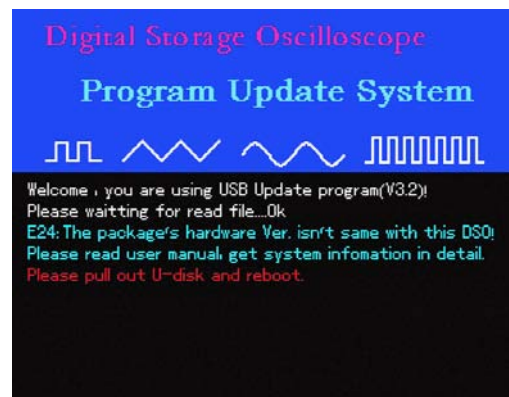 Digital Storage Oscilloscope
Program Update System
Welcome , you are using USB Update program(V3.2)!
Please waitting for read file....Ok
E24: The package's hardware Ver. isn't same with this DSO!
Please read user manual, get system infomation in detail.
Please pull out U-disk and reboot.